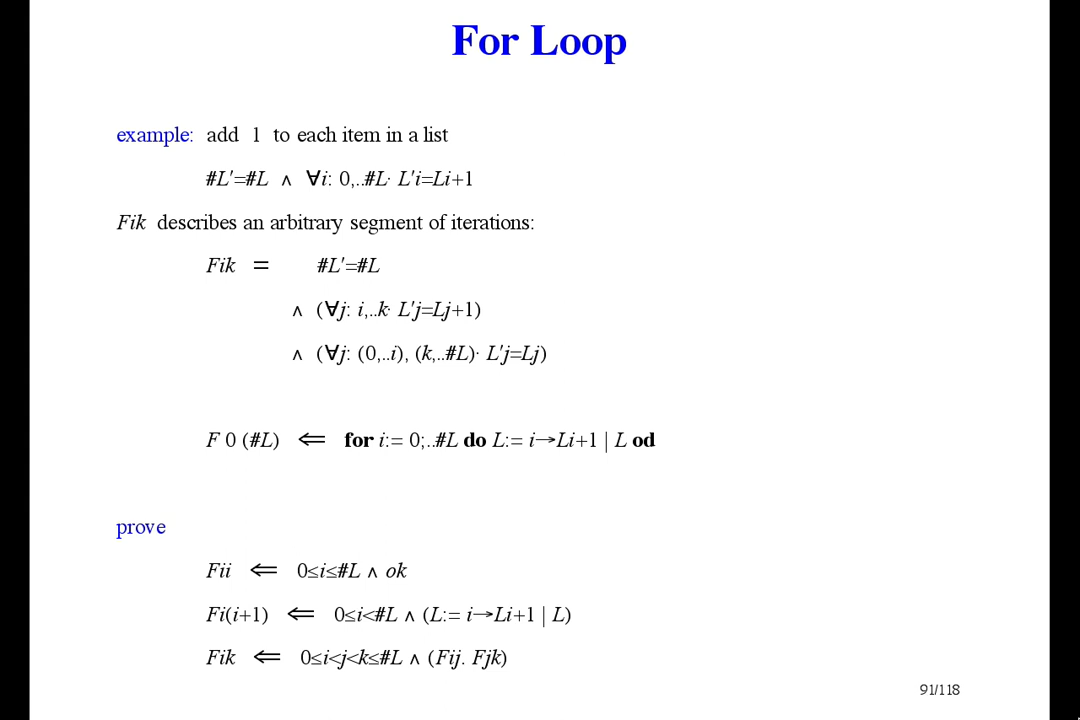 For Loop
example: add 1 to each item in a list
#L′=#L ∧ ∀i: 0,..#L· L′i=Li+1
Fik describes an arbitrary segment of iterations:
Fik = #L′=#L
∧ (∀j: i,..k· L′j=Lj+1)
∧ (∀j: (0,..i), (k,..#L)· L′j=Lj)
F 0 (#L) ⇐ for i:= 0;..#L do L:= i→Li+1 | L od
prove
Fii ⇐ 0≤i≤#L ∧ ok
Fi(i+1) ⇐ 0≤i<#L ∧ (L:= i→Li+1 | L)
Fik ⇐ 0≤i<j<k≤#L ∧ (Fij. Fjk)
91/118